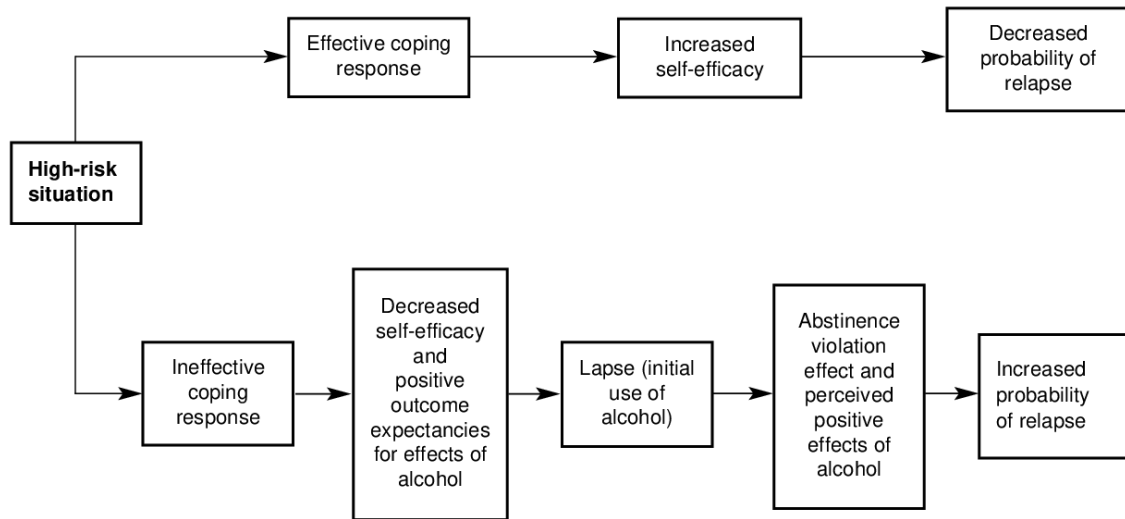 Effective coping
response
Increased
self-efficacy
Decreased
probability of
relapse
High-risk
situation
Ineffective
coping
response
Decreased
self-efficacy
and
positive
outcome
expectancies
for effects of
alcohol
Lapse (initial
use of
alcohol)
Abstinence
violation
effect and
perceived
positive
effects of
alcohol
Increased
probability
of relapse